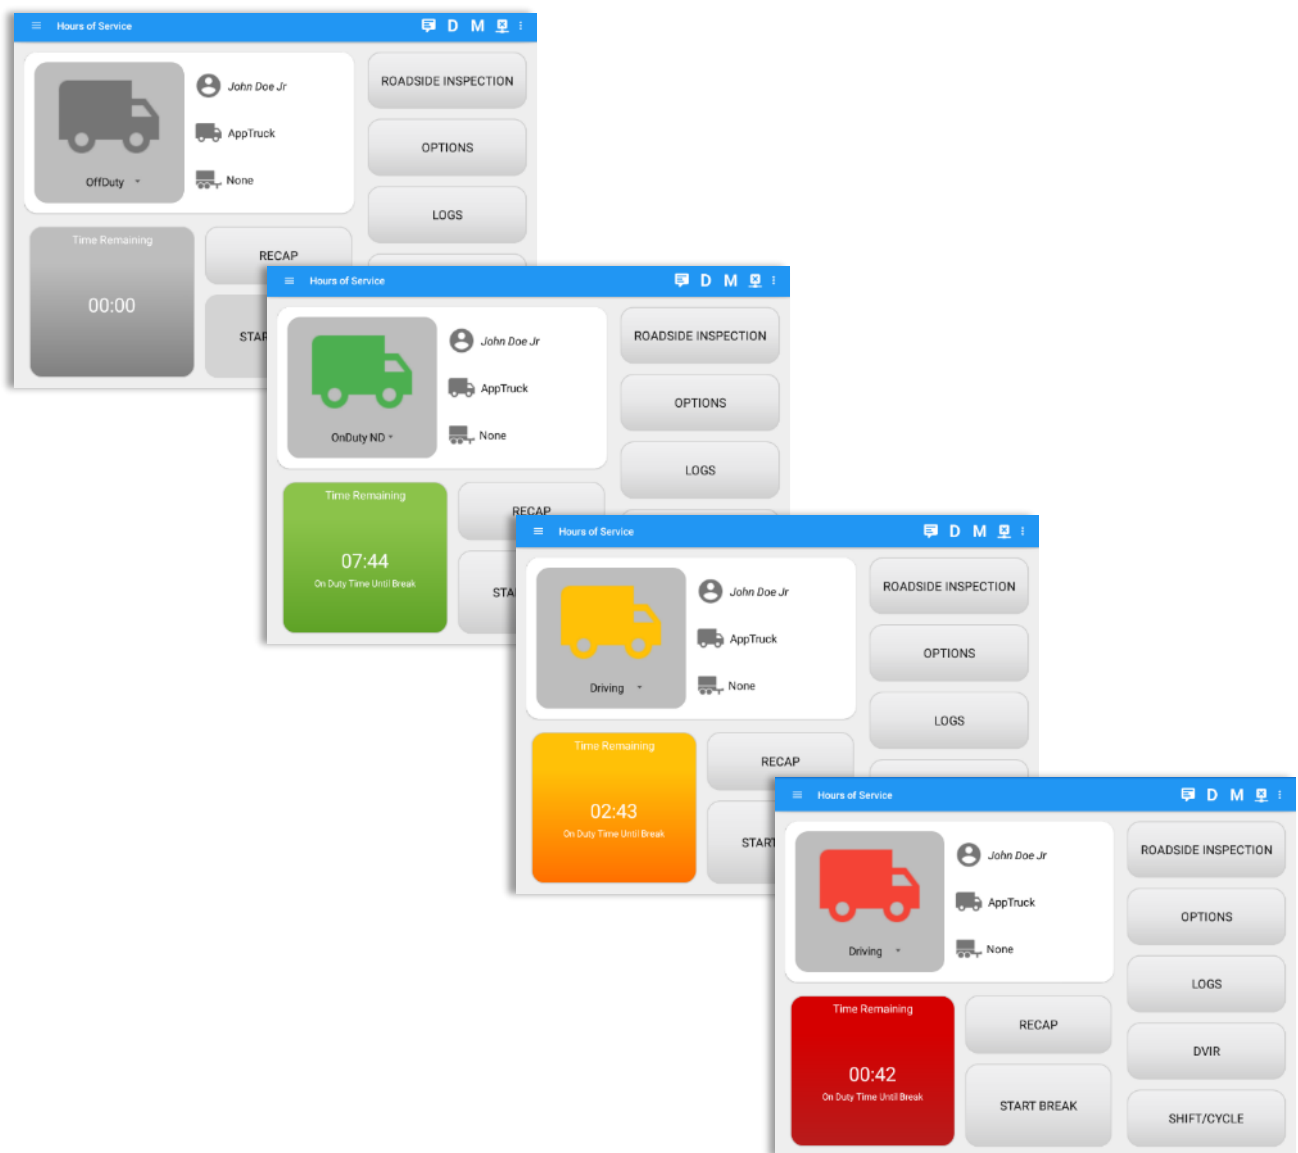 Hours of Service
D M
John Doe Jr
AppTruck
OffDuty
None
ROADSIDE INSPECTION
OPTIONS
LOGS
Time Remaining
00:00
RECAP
Hours of Service
D M
John Doe Jr
AppTruck
OnDuty ND
None
ROADSIDE INSPECTION
OPTIONS
LOGS
Time Remaining
07:44
On Duty Time Until Break
RECAP
Hours of Service
D M
John Doe Jr
AppTruck
Driving
None
ROADSIDE INSPECTION
OPTIONS
LOGS
Time Remaining
02:43
On Duty Time Until Break
RECAP
START
Hours of Service
D M
John Doe Jr
AppTruck
Driving
None
ROADSIDE INSPECTION
OPTIONS
LOGS
DVIR
SHIFT/CYCLE
Time Remaining
00:42
On Duty Time Until Break
RECAP
START BREAK